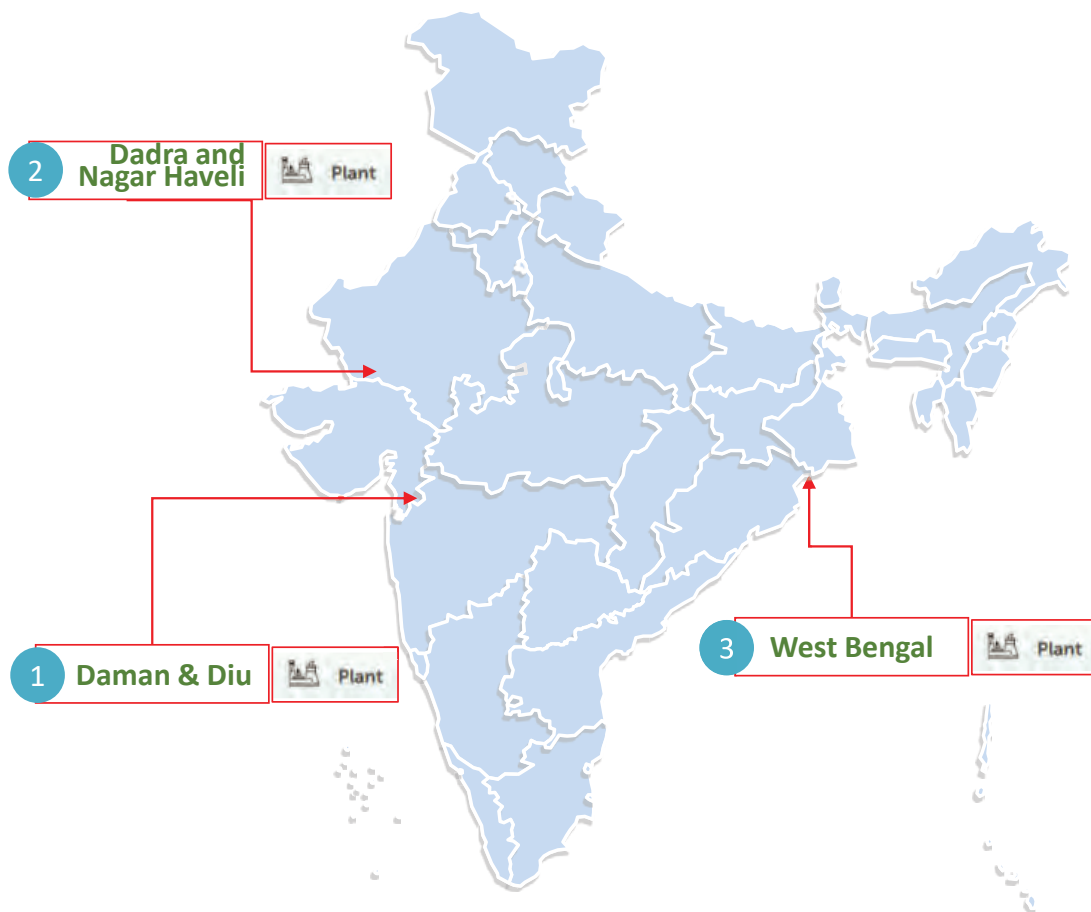 2
Dadra and
Nagar Haveli
Plant
1
Daman & Diu
Plant
3
West Bengal
Plant